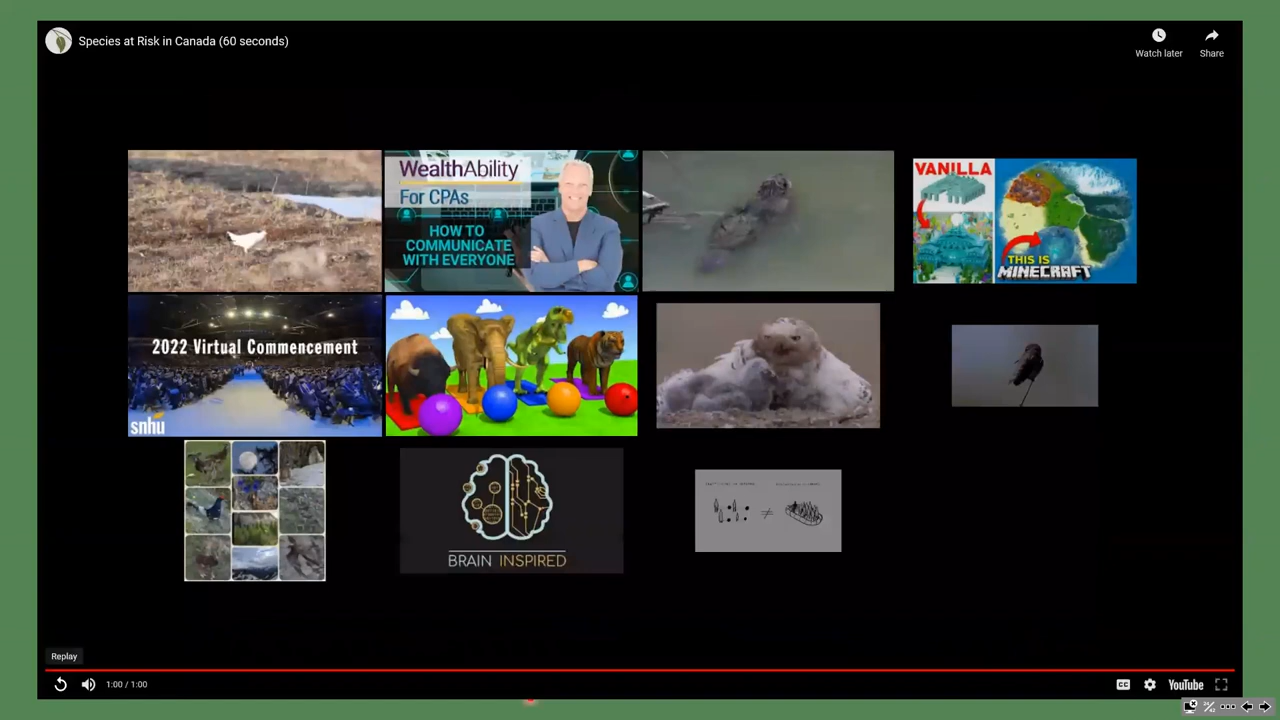 Species at Risk in Canada (60 seconds)
Watch later
Share
WealthAbility
For CPAs
HOW TO
COMMUNICATE
WITH EVERYONE
VANILLA
THIS IS
MINECRAFT
2022 Virtual Commencement
snhu
BRAIN INSPIRED
Replay
1:00 / 1:00
CC
YouTube